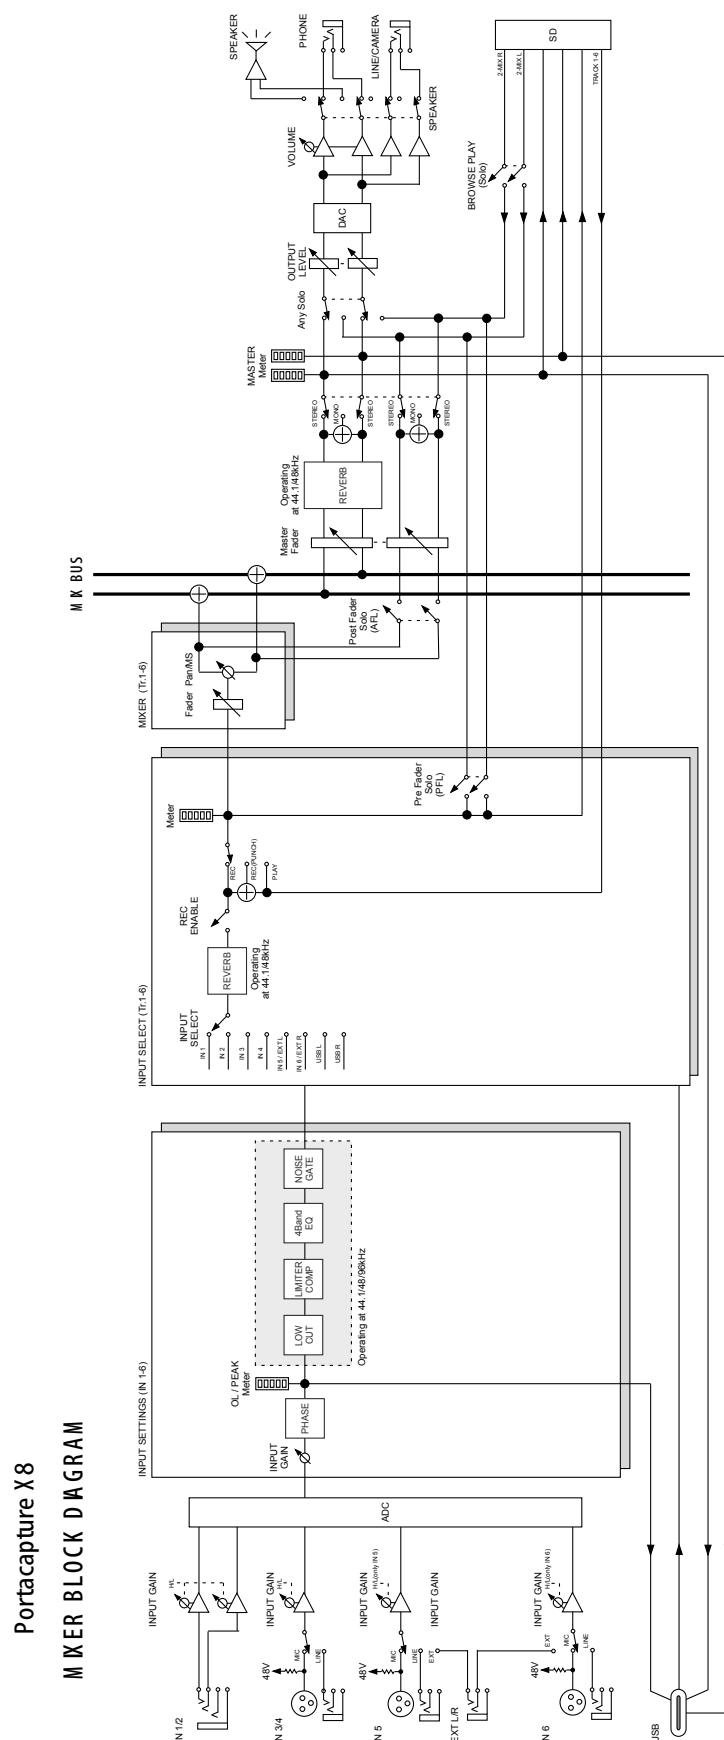 Portacapture X8
MIXER BLOCK DIAGRAM
IN 1/2
IN 3/4
IN 5
EXT L/R
IN 6
USB
48V
MIC
LINE
48V
MIC
LINE
EXT
48V
EXT
MIC
LINE
INPUT GAIN
H/L
INPUT GAIN
H/L
INPUT GAIN
H/L(only IN 5)
INPUT GAIN
INPUT GAIN
H/L(only IN 6)
ADC
INPUT SETTINGS (IN 1-6)
INPUT
GAIN
PHASE
OL / PEAK
Meter
LOW
CUT
LIMITER
COMP
4Band
EQ
NOISE
GATE
Operating at 44.1/48/96kHz
INPUT SELECT (Tr.1-6)
IN 1
IN 2
IN 3
IN 4
IN 5 / EXT L
IN 6 / EXT R
USB L
USB R
INPUT
SELECT
REVERB
Operating
at 44.1/48kHz
REC
ENABLE
REC
REC(PUNCH)
PLAY
Meter
Pre Fader
Solo
(PFL)
MIXER (Tr.1-6)
Fader
Pan/MS
Post Fader
Solo
(AFL)
MIX BUS
Master
Fader
Operating
at 44.1/48kHz
REVERB
STEREO
MONO
STEREO
STEREO
MONO
STEREO
MASTER
Meter
Any Solo
OUTPUT
LEVEL
DAC
VOLUME
SPEAKER
SPEAKER
PHONE
LINE/CAMERA
BROWSE PLAY
(Solo)
2-MIX R
2-MIX L
TRACK 1-6
SD